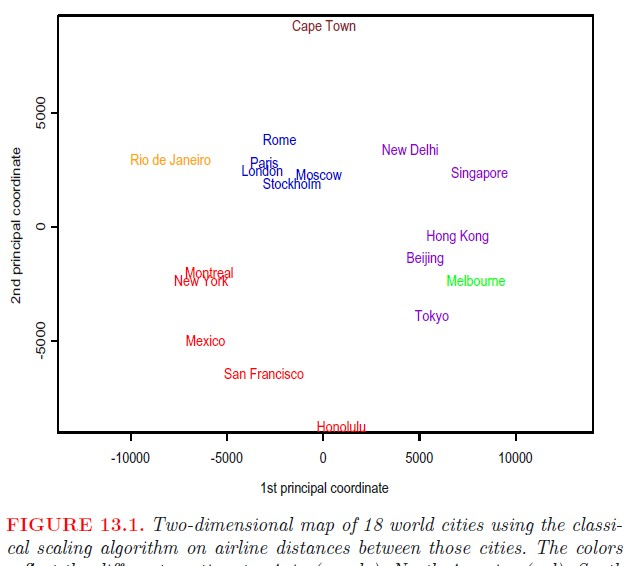 Cape Town
5000
Rome
New Delhi
Rio de Janeiro
Paris
London
Moscow
Singapore
Stockholm
2nd principal coordinate
0
Hong Kong
Beijing
Montreal
New York
Melbourne
Tokyo
-5000
Mexico
San Francisco
Honolulu
-10000 -5000 0 5000 10000
1st principal coordinate
FIGURE 13.1. Two-dimensional map of 18 world cities using the classi-
cal scaling algorithm on airline distances between those cities. The colors